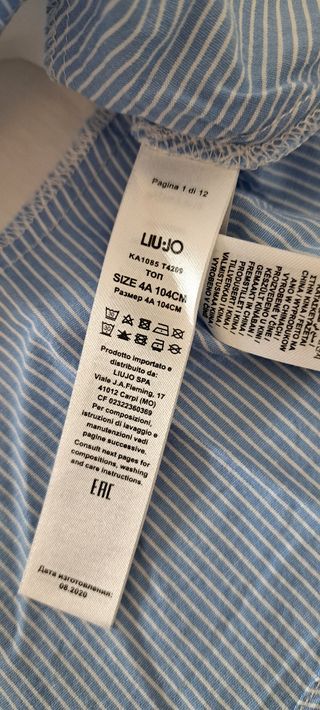 Pagina 1 di 12
LIU·JO
KA1085 T4209
ТОП
SIZE 4A 104CM
Размер 4A 104CM
Prodotto importato e
distribuito da:
LIUJO SPA
Viale J.A.Fleming, 17
41012 Carpi (MO)
CF 02322360369
Per composizioni,
istruzioni di lavaggio e
manutenzioni vedi
pagine successive.
Consult next pages for
compositions, washing
and care instructions.
EAC
Дата изготовления:
08.2020